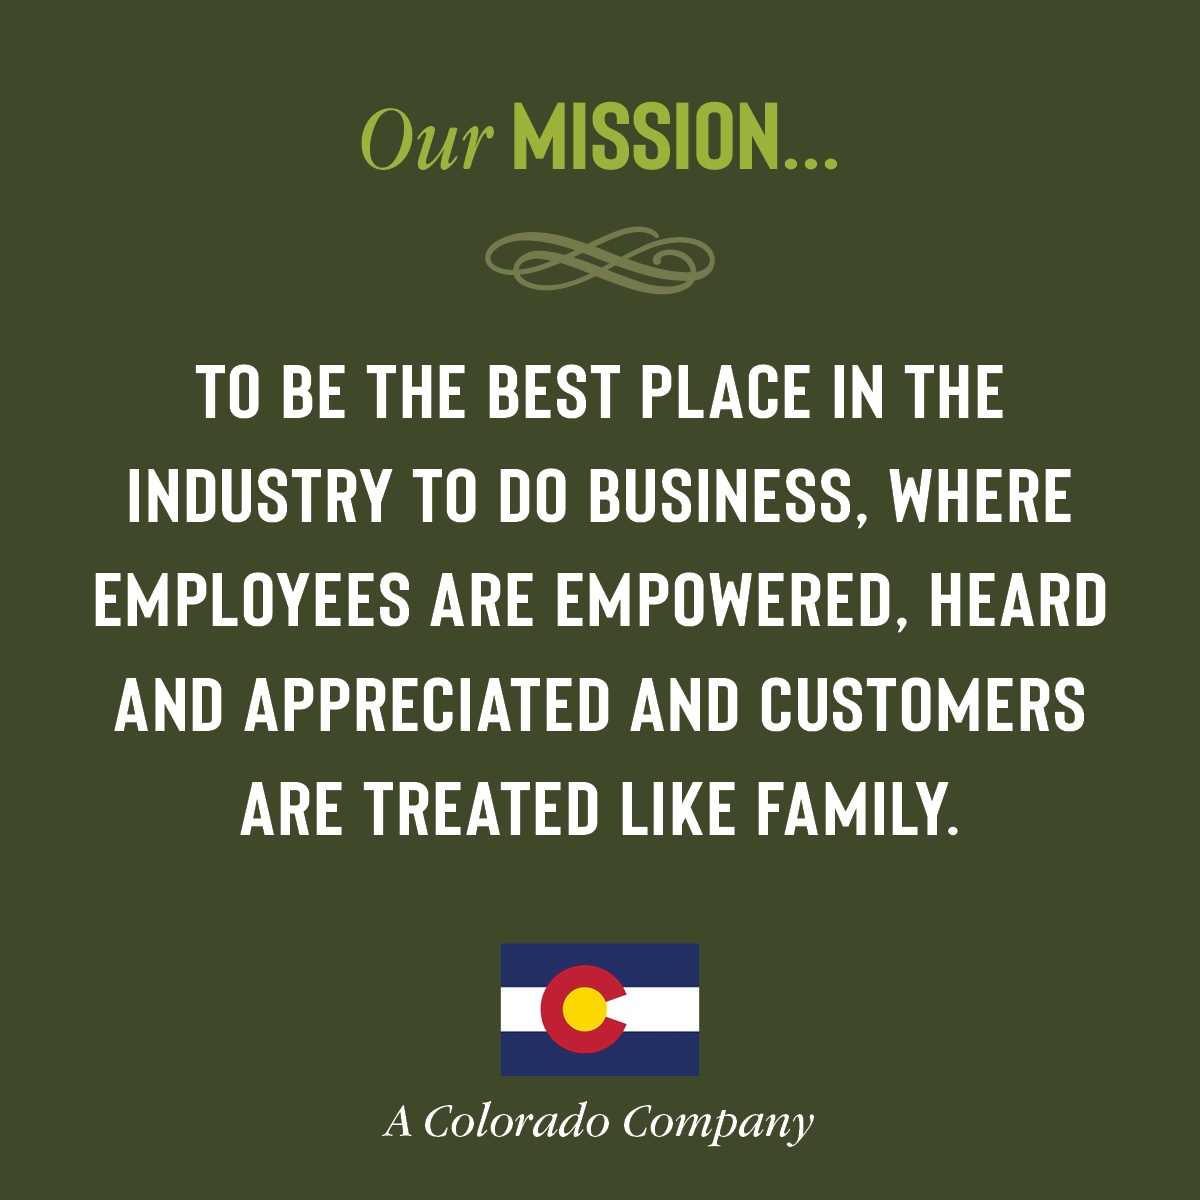 Our MISSION...
TO BE THE BEST PLACE IN THE
INDUSTRY TO DO BUSINESS, WHERE
EMPLOYEES ARE EMPOWERED, HEARD
AND APPRECIATED AND CUSTOMERS
ARE TREATED LIKE FAMILY.
A Colorado Company